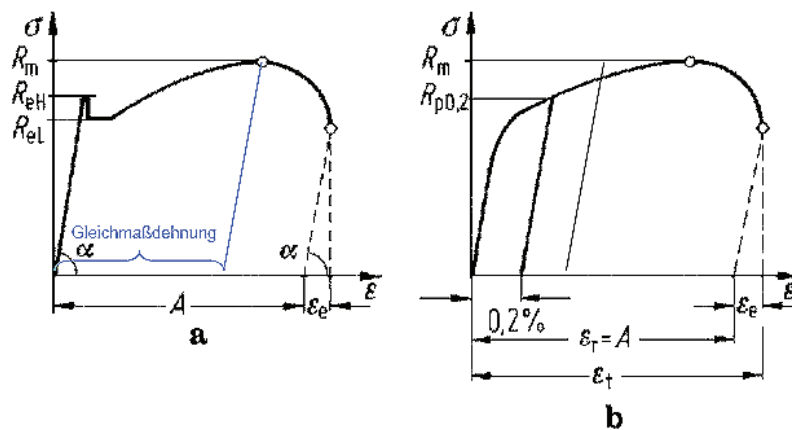 σ
R_m
R_eH
R_eL
Gleichmaßdehnung
α
α
A
ε_e
ε
a
σ
R_m
R_p0,2
0,2%
ε_e
ε
ε_r = A
ε_t
b